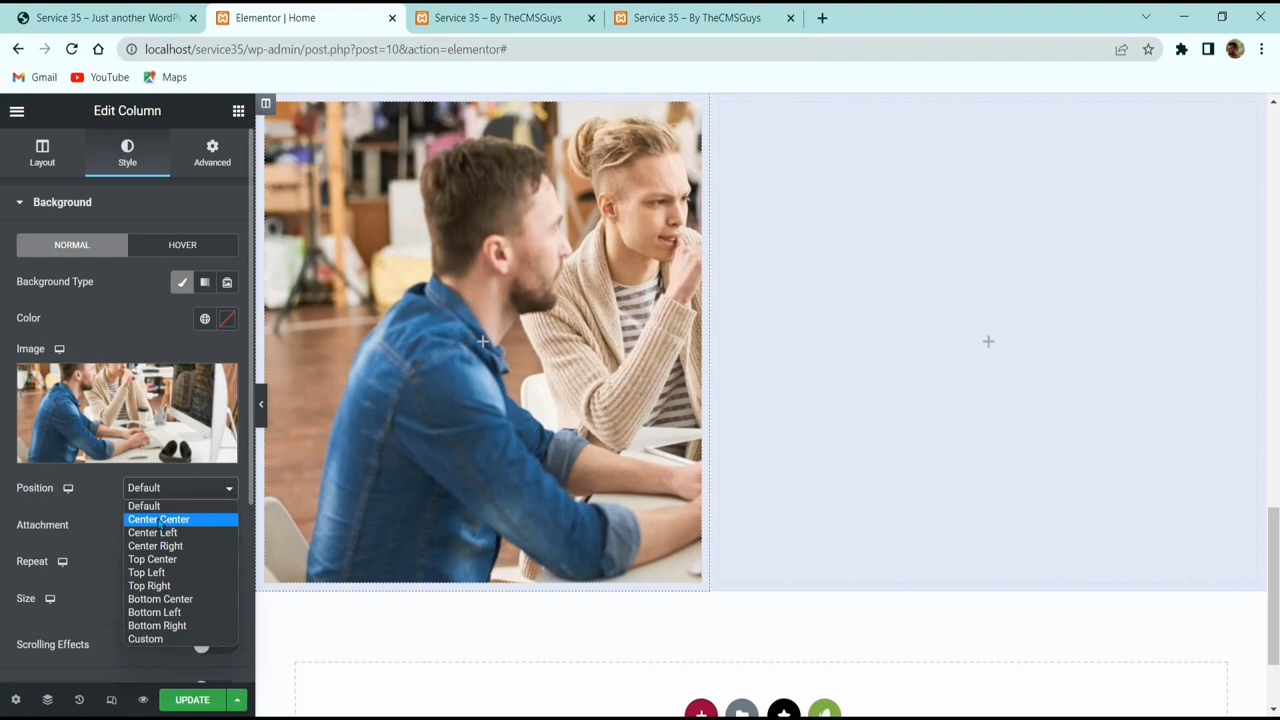 Service 35 – Just another WordPr
Elementor | Home
Service 35 – By TheCMSGuys
Service 35 – By TheCMSGuys
localhost/service35/wp-admin/post.php?post=10&action=elementor#
Gmail
YouTube
Maps
Edit Column
Layout
Style
Advanced
Background
NORMAL
HOVER
Background Type
Color
Image
Position
Default
Default
Center Center
Attachment
Center Left
Center Right
Repeat
Top Center
Top Left
Top Right
Size
Bottom Center
Bottom Left
Bottom Right
Custom
Scrolling Effects
UPDATE